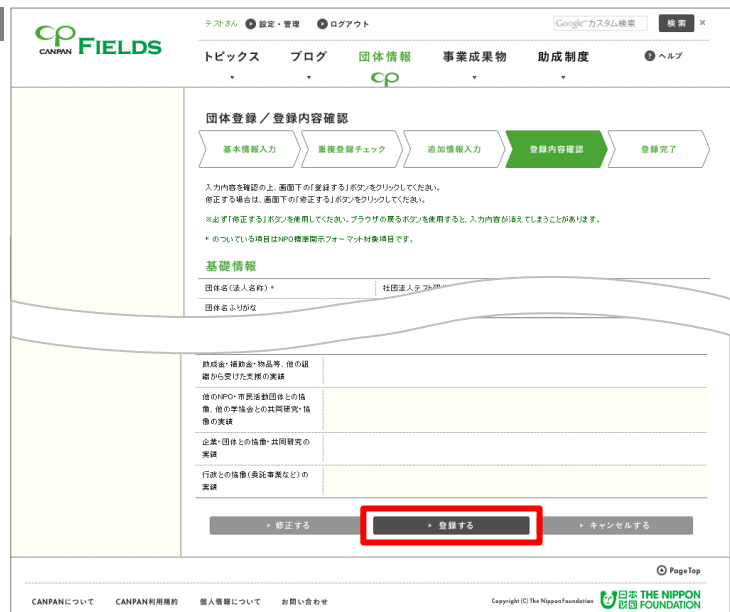 CANPAN FIELDS
テストさん 設定・管理 ログアウト
Google™カスタム検索 検索 ×
トピックス ブログ 団体情報 事業成果物 助成制度 ? ヘルプ
cp
団体登録／登録内容確認
基本情報入力 重複登録チェック 追加情報入力 登録内容確認 登録完了
入力内容を確認の上、画面下の「登録する」ボタンをクリックしてください。
修正する場合は、画面下の「修正する」ボタンをクリックしてください。
※必ず「修正する」ボタンを使用してください。ブラウザの戻るボタンを使用すると、入力内容が消えてしまうことがあります。
* のついている項目はNPO標準開示フォーマット対象項目です。
基礎情報
団体名（法人名称） * 社団法人テスト
団体名ふりがな
助成金・補助金・物品等、他の組
織から受けた支援の実績
他のNPO・市民活動団体との協
働、他の学協会との共同研究・協
働の実績
企業・団体との協働・共同研究の
実績
行政との協働（委託事業など）の
実績
› 修正する › 登録する › キャンセルする
PageTop
CANPANについて CANPAN利用規約 個人情報について お問い合わせ
Copyright(C)The Nippon Foundation 日本財団 THE NIPPON FOUNDATION